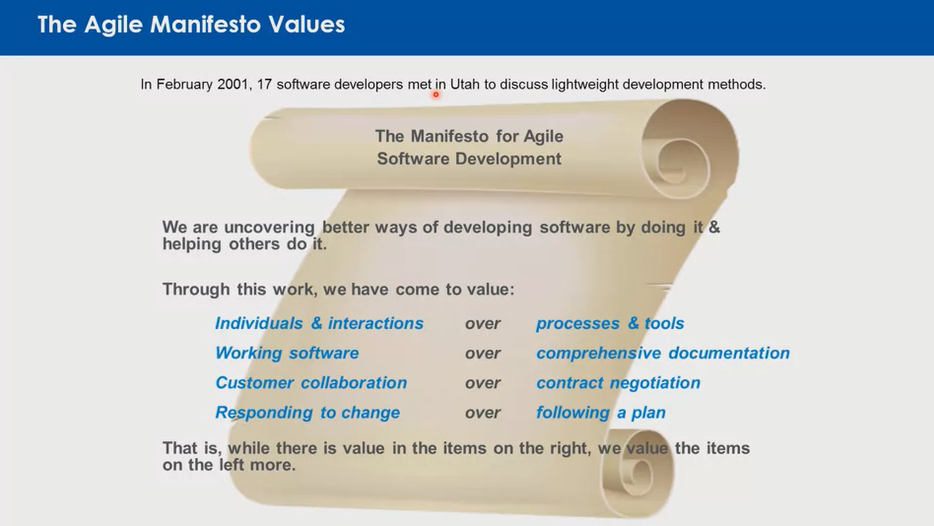 The Agile Manifesto Values
In February 2001, 17 software developers met in Utah to discuss lightweight development methods.
The Manifesto for Agile
Software Development
We are uncovering better ways of developing software by doing it &
helping others do it.
Through this work, we have come to value:
Individuals & interactions over processes & tools
Working software over comprehensive documentation
Customer collaboration over contract negotiation
Responding to change over following a plan
That is, while there is value in the items on the right, we value the items
on the left more.